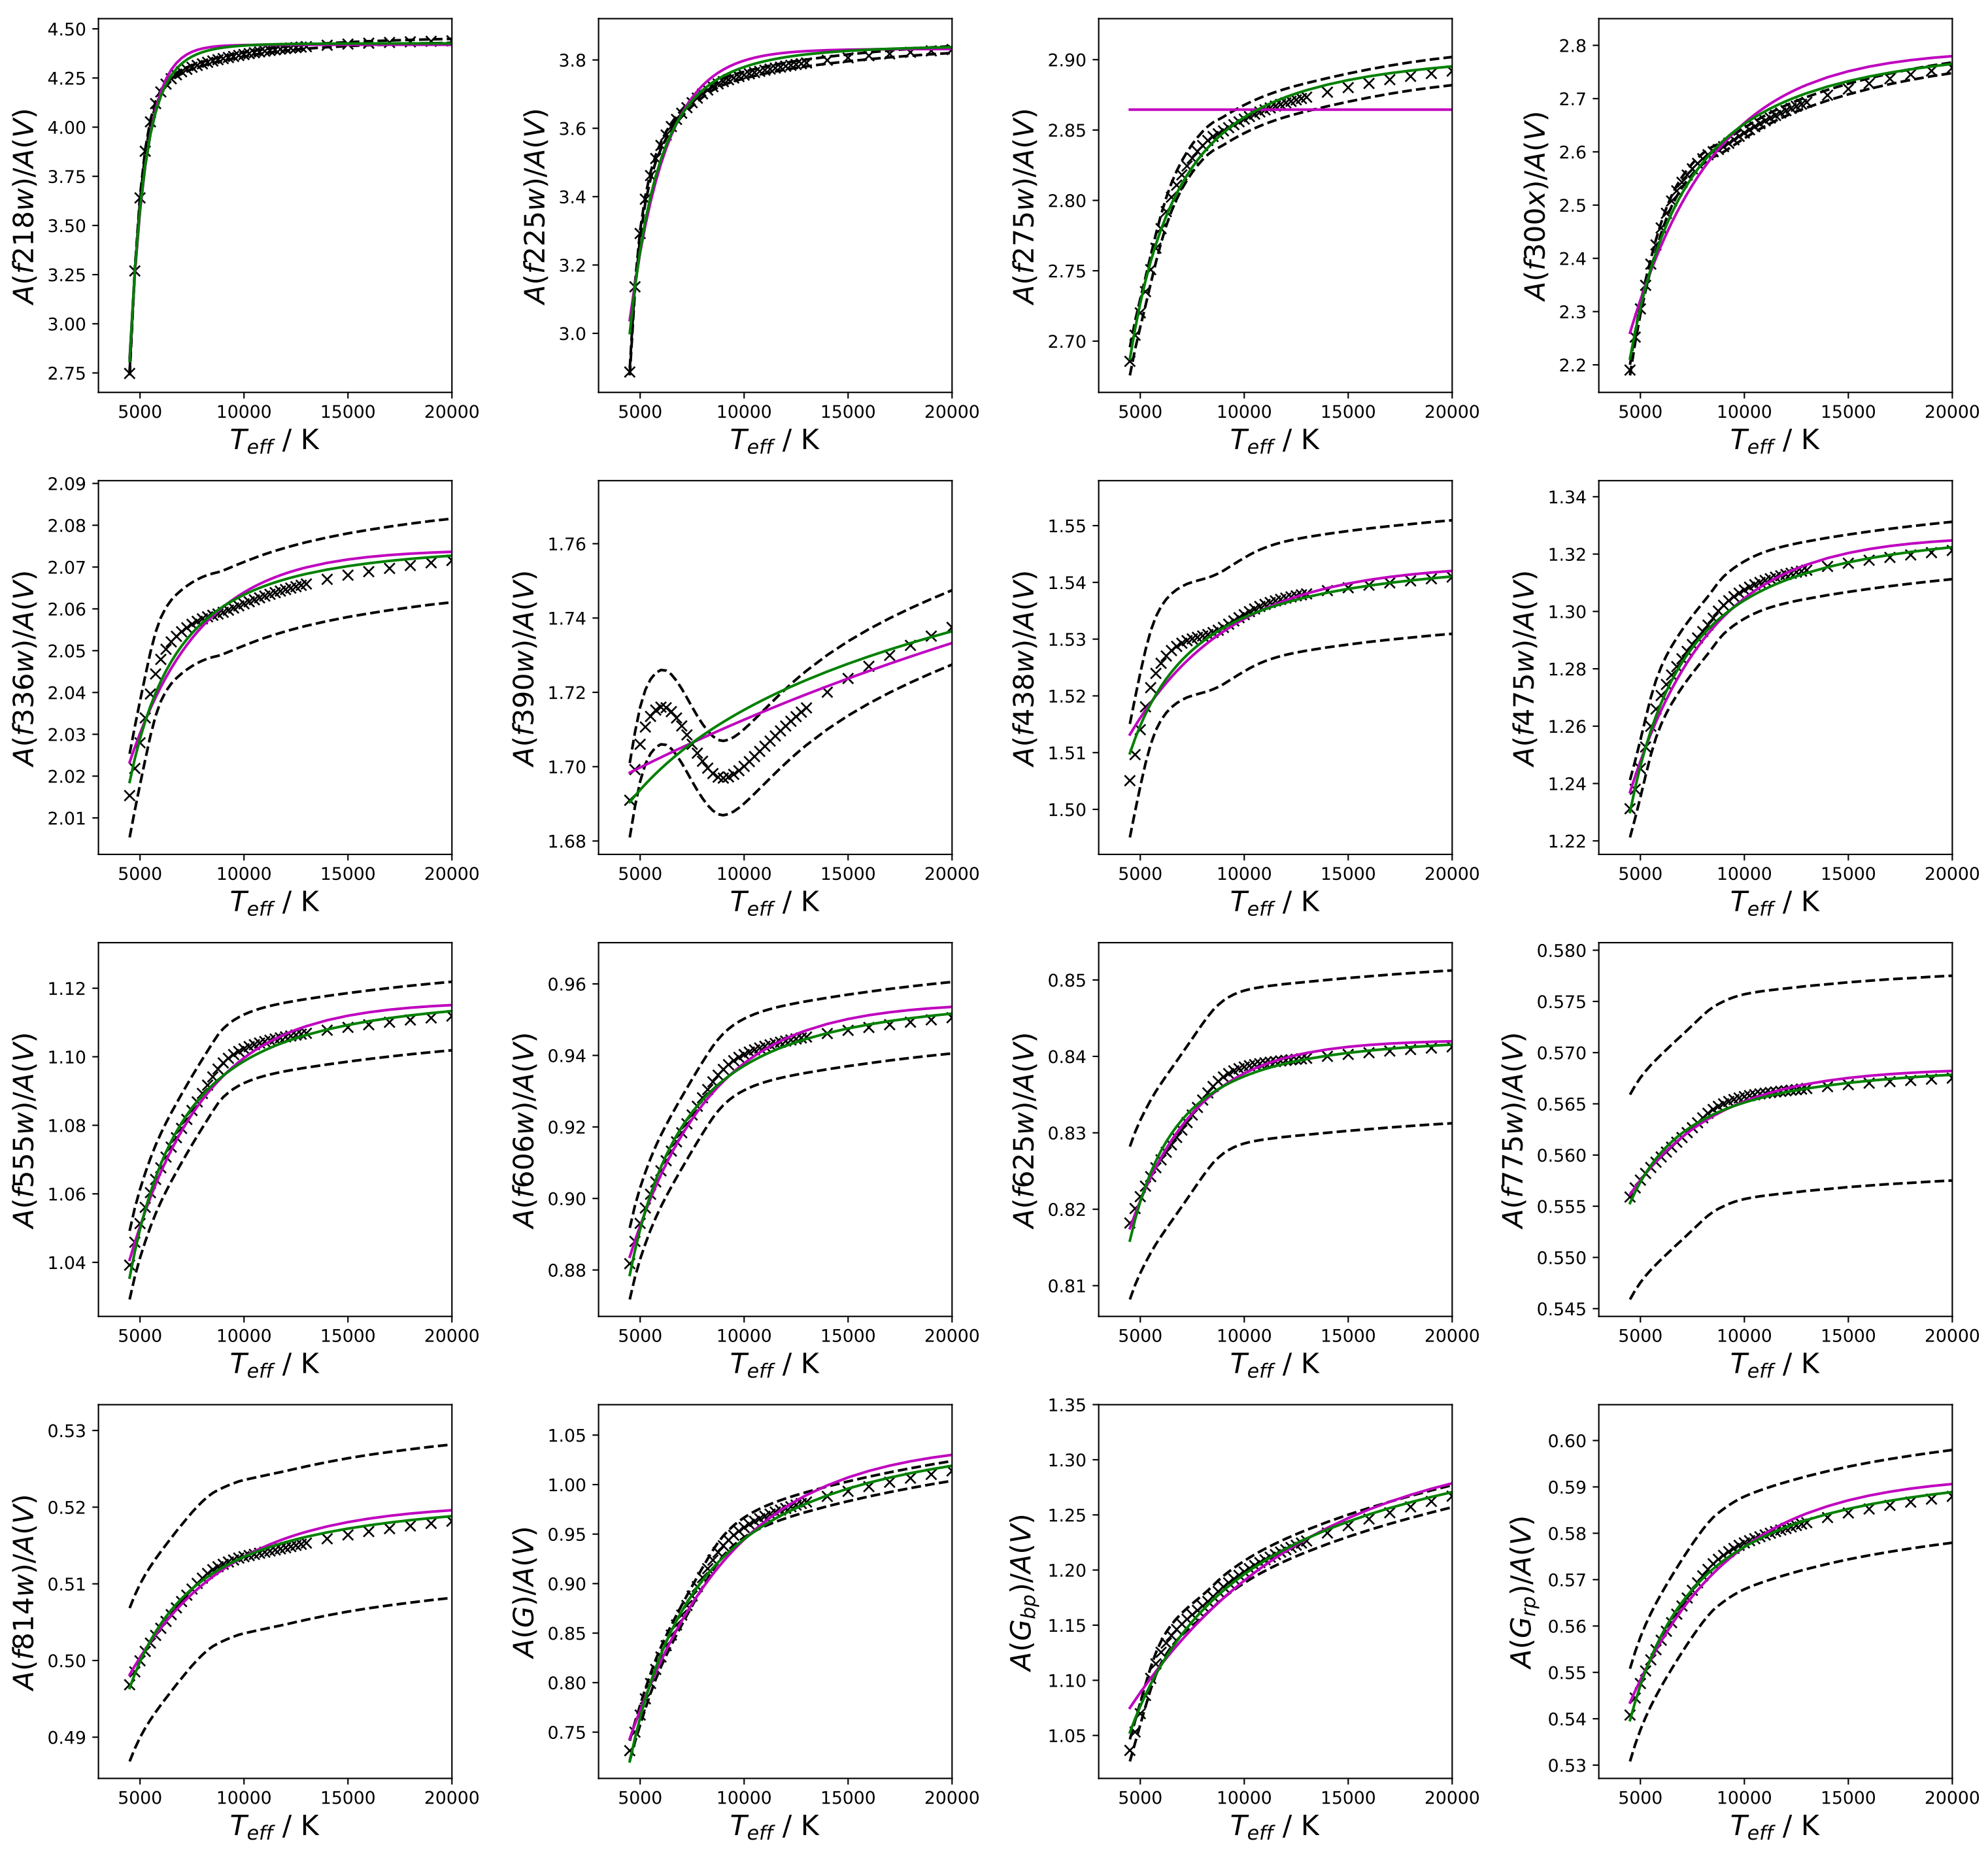 A(f218w)/A(V)
4.50
4.25
4.00
3.75
3.50
3.25
3.00
2.75
5000 10000 15000 20000
T_eff / K
A(f225w)/A(V)
3.8
3.6
3.4
3.2
3.0
5000 10000 15000 20000
T_eff / K
A(f275w)/A(V)
2.90
2.85
2.80
2.75
2.70
5000 10000 15000 20000
T_eff / K
A(f300x)/A(V)
2.8
2.7
2.6
2.5
2.4
2.3
2.2
5000 10000 15000 20000
T_eff / K
A(f336w)/A(V)
2.09
2.08
2.07
2.06
2.05
2.04
2.03
2.02
2.01
5000 10000 15000 20000
T_eff / K
A(f390w)/A(V)
1.76
1.74
1.72
1.70
1.68
5000 10000 15000 20000
T_eff / K
A(f438w)/A(V)
1.55
1.54
1.53
1.52
1.51
1.50
5000 10000 15000 20000
T_eff / K
A(f475w)/A(V)
1.34
1.32
1.30
1.28
1.26
1.24
1.22
5000 10000 15000 20000
T_eff / K
A(f555w)/A(V)
1.12
1.10
1.08
1.06
1.04
5000 10000 15000 20000
T_eff / K
A(f606w)/A(V)
0.96
0.94
0.92
0.90
0.88
5000 10000 15000 20000
T_eff / K
A(f625w)/A(V)
0.85
0.84
0.83
0.82
0.81
5000 10000 15000 20000
T_eff / K
A(f775w)/A(V)
0.580
0.575
0.570
0.565
0.560
0.555
0.550
0.545
5000 10000 15000 20000
T_eff / K
A(f814w)/A(V)
0.53
0.52
0.51
0.50
0.49
5000 10000 15000 20000
T_eff / K
A(G)/A(V)
1.05
1.00
0.95
0.90
0.85
0.80
0.75
5000 10000 15000 20000
T_eff / K
A(G_bp)/A(V)
1.35
1.30
1.25
1.20
1.15
1.10
1.05
5000 10000 15000 20000
T_eff / K
A(G_rp)/A(V)
0.60
0.59
0.58
0.57
0.56
0.55
0.54
0.53
5000 10000 15000 20000
T_eff / K